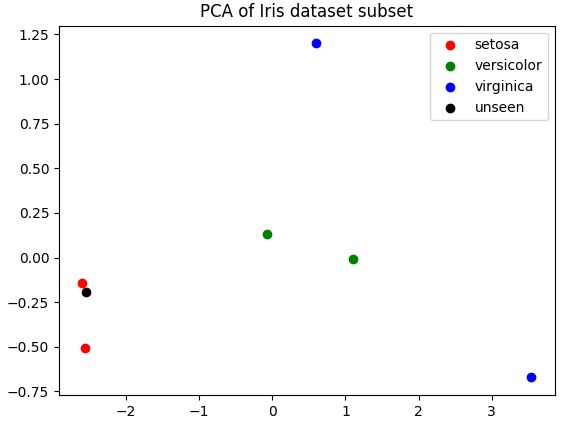 PCA of Iris dataset subset
setosa
versicolor
virginica
unseen
1.25
1.00
0.75
0.50
0.25
0.00
−0.25
−0.50
−0.75
−2 −1 0 1 2 3